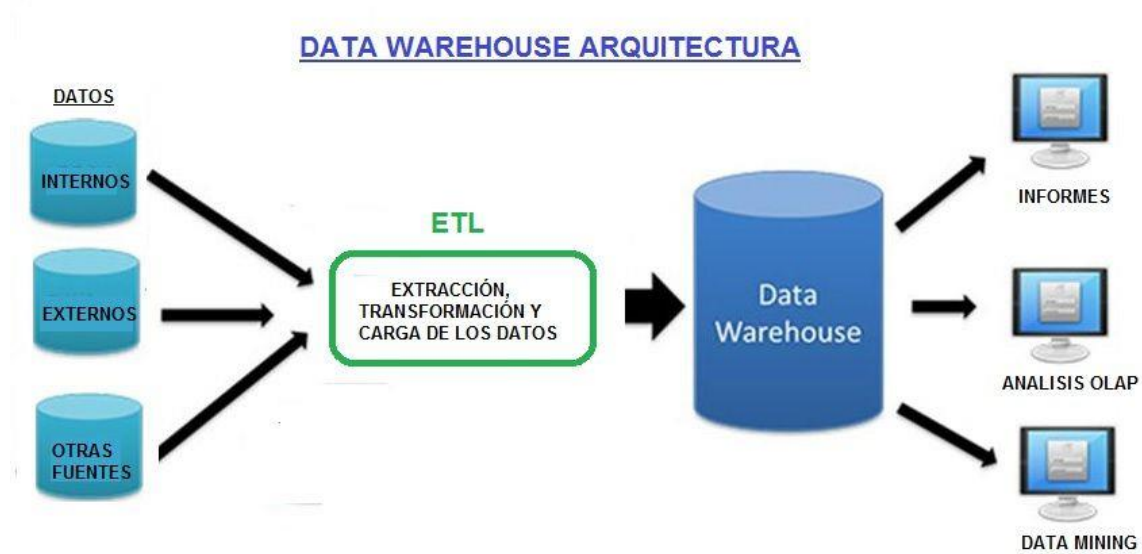 DATA WAREHOUSE ARQUITECTURA
DATOS
INTERNOS
EXTERNOS
OTRAS
FUENTES
ETL
EXTRACCIÓN,
TRANSFORMACIÓN Y
CARGA DE LOS DATOS
Data
Warehouse
INFORMES
ANALISIS OLAP
DATA MINING